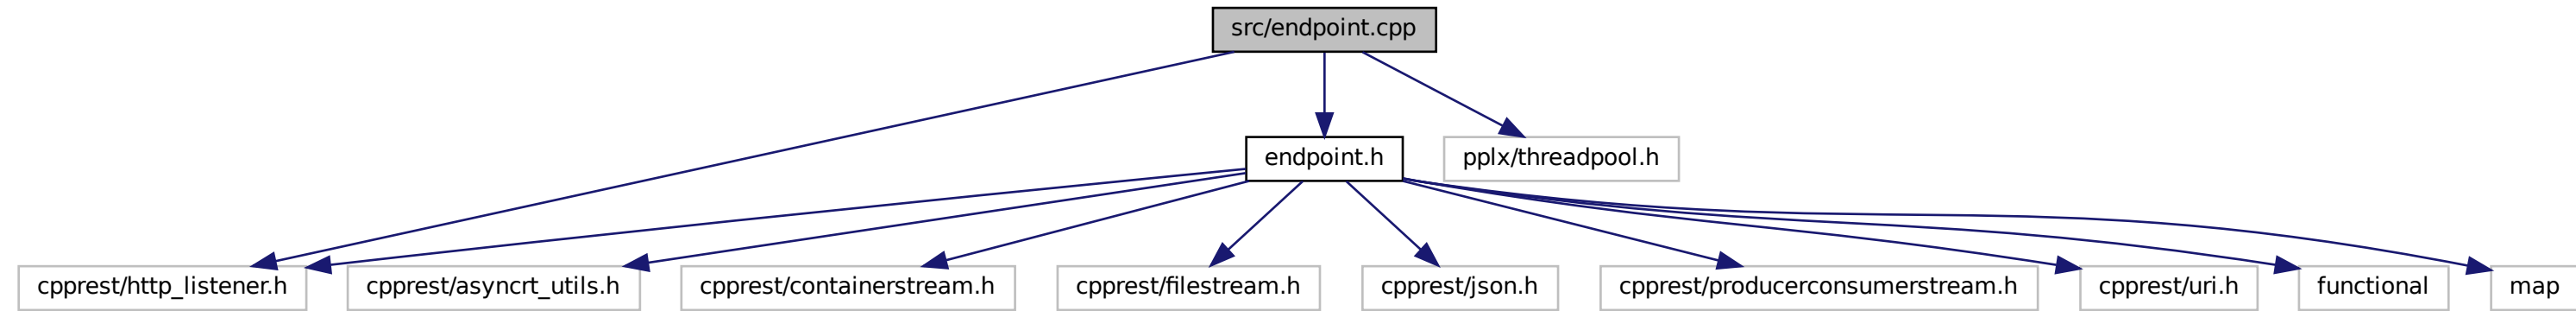 src/endpoint.cpp
endpoint.h
pplx/threadpool.h
cpprest/http_listener.h
cpprest/asyncrt_utils.h
cpprest/containerstream.h
cpprest/filestream.h
cpprest/json.h
cpprest/producerconsumerstream.h
cpprest/uri.h
functional
map